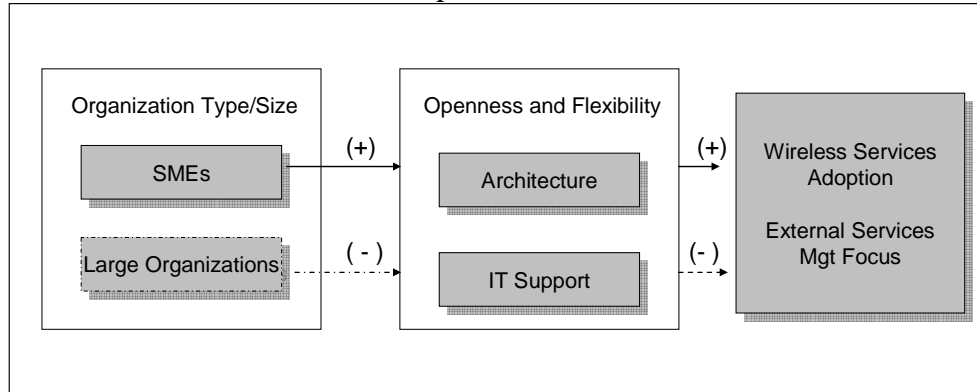 Organization Type/Size
SMEs
Large Organizations
(+)
( - )
Openness and Flexibility
Architecture
IT Support
(+)
(-)
Wireless Services
Adoption
External Services
Mgt Focus